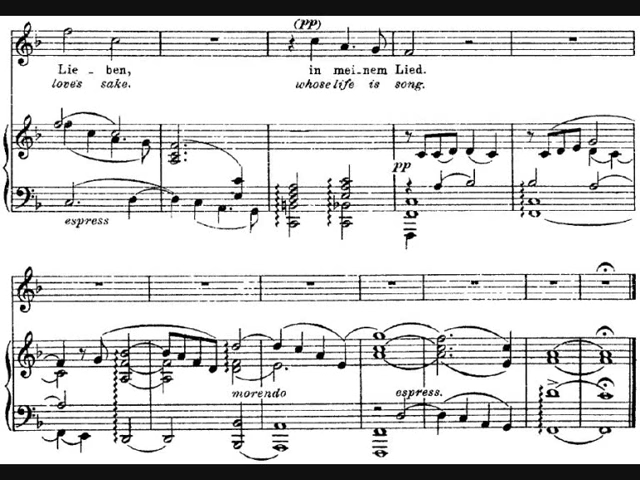 (pp)
Lie - ben, in mei-nem Lied.
love's sake. whose life is song.
pp
espress
morendo espress.